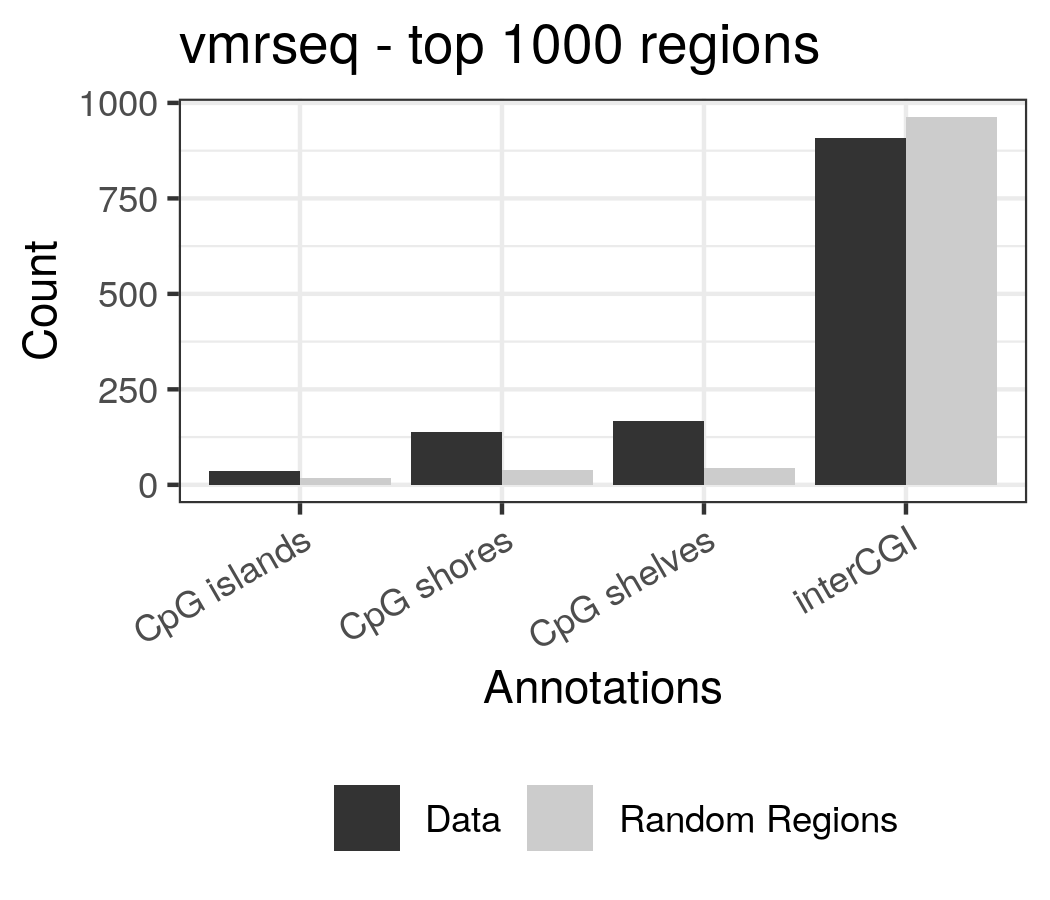 vmrseq - top 1000 regions
Count
1000
750
500
250
0
CpG islands
CpG shores
CpG shelves
interCGI
Annotations
Data
Random Regions